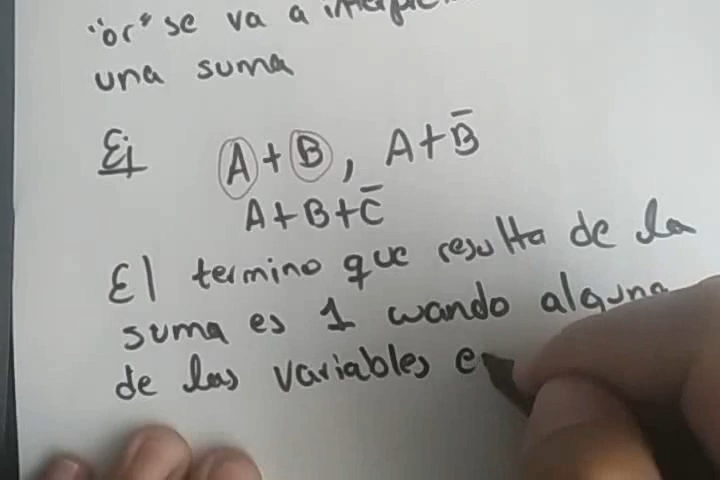 "or" se va a
una suma
Ej A + B, A + B̅
A + B + C̅
El termino que resulta de la
suma es 1 cuando alguna
de las variables e